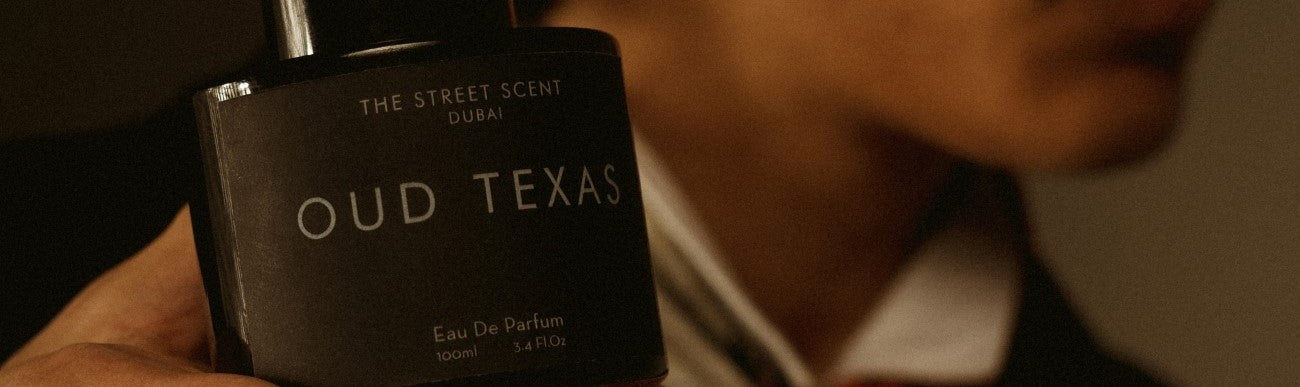 THE STREET SCENT
DUBAI
OUD TEXAS
Eau De Parfum
100ml 3.4 Fl.Oz